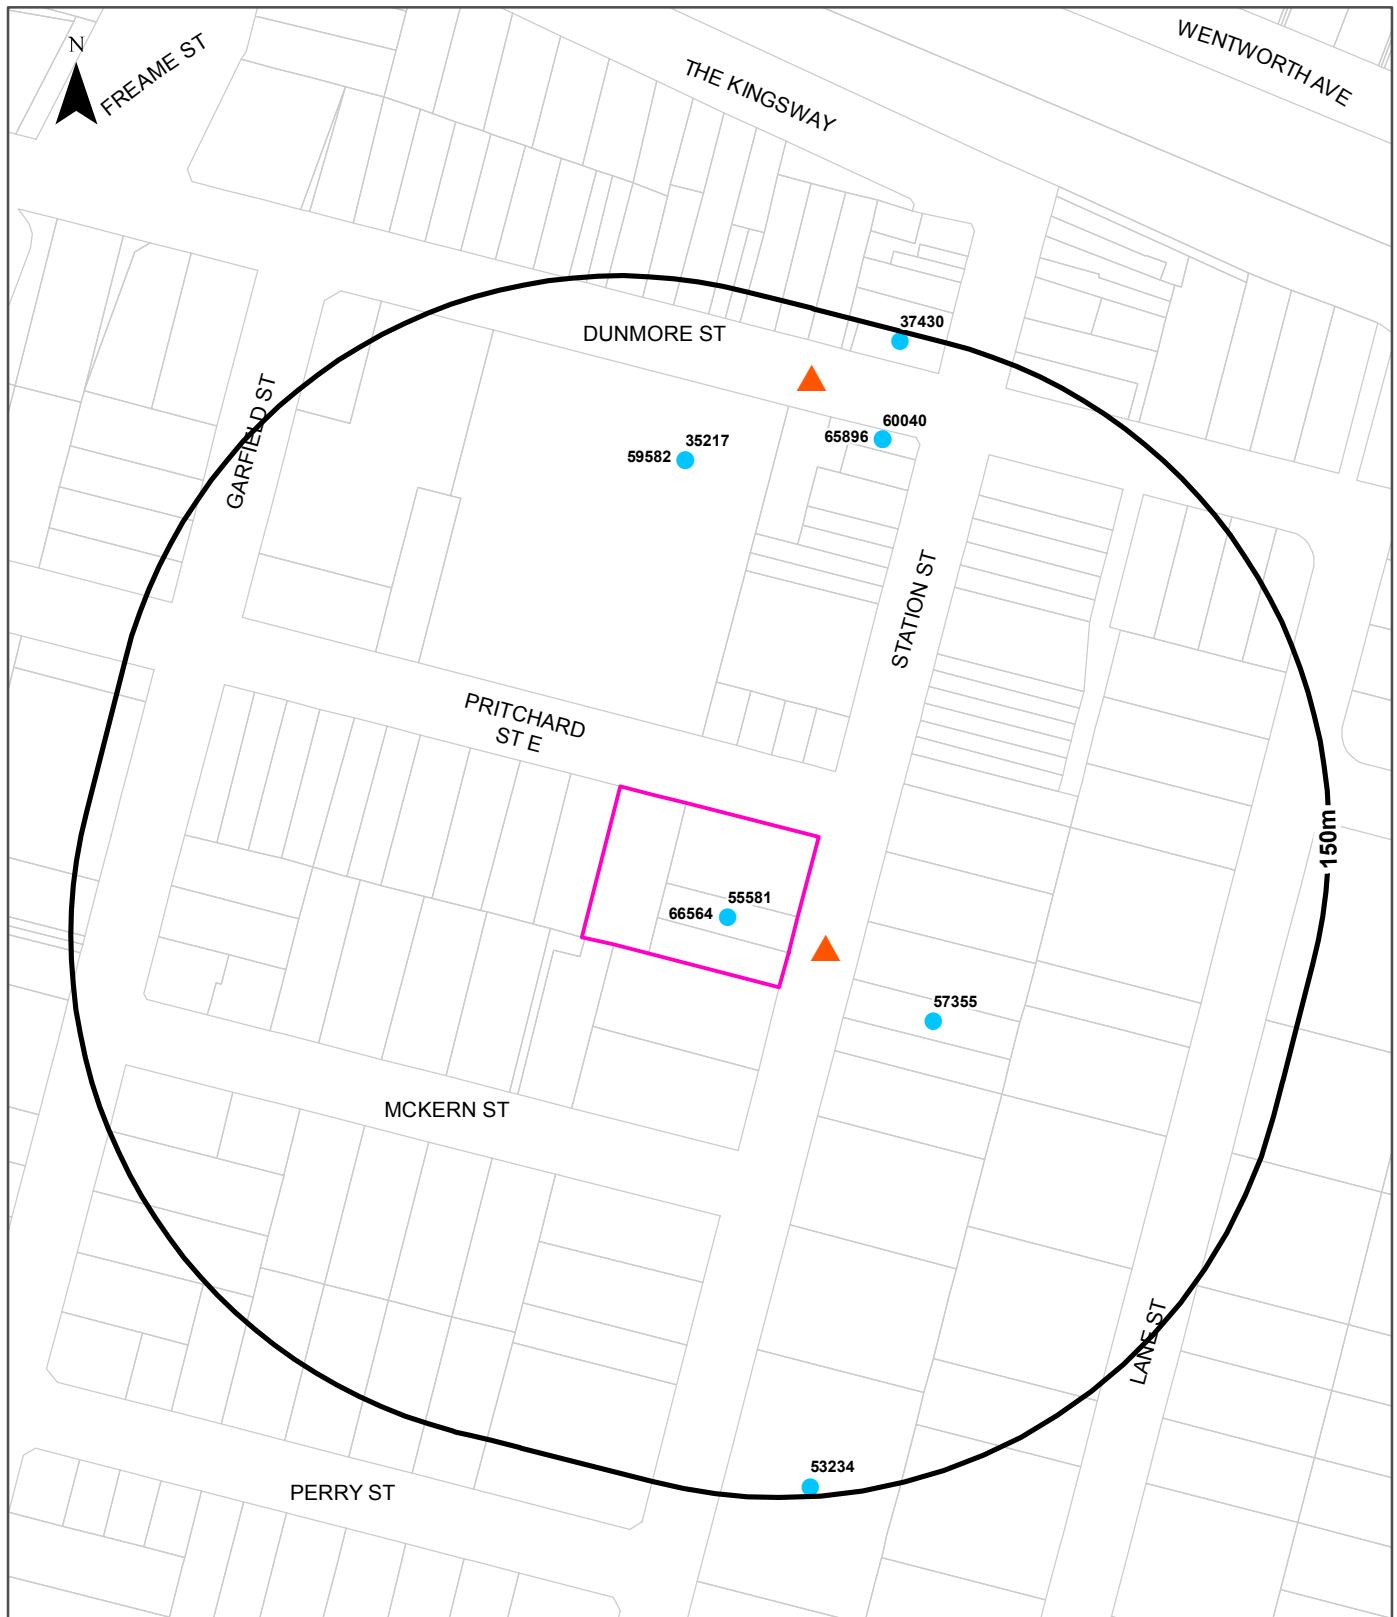 WENTWORTH AVE
N
FREAME ST
THE KINGSWAY
37430
DUNMORE ST
60040
65896
35217
59582
GARFIELD ST
STATION ST
PRITCHARD
ST E
150m
55581
66564
57355
MCKERN ST
LANE ST
53234
PERRY ST